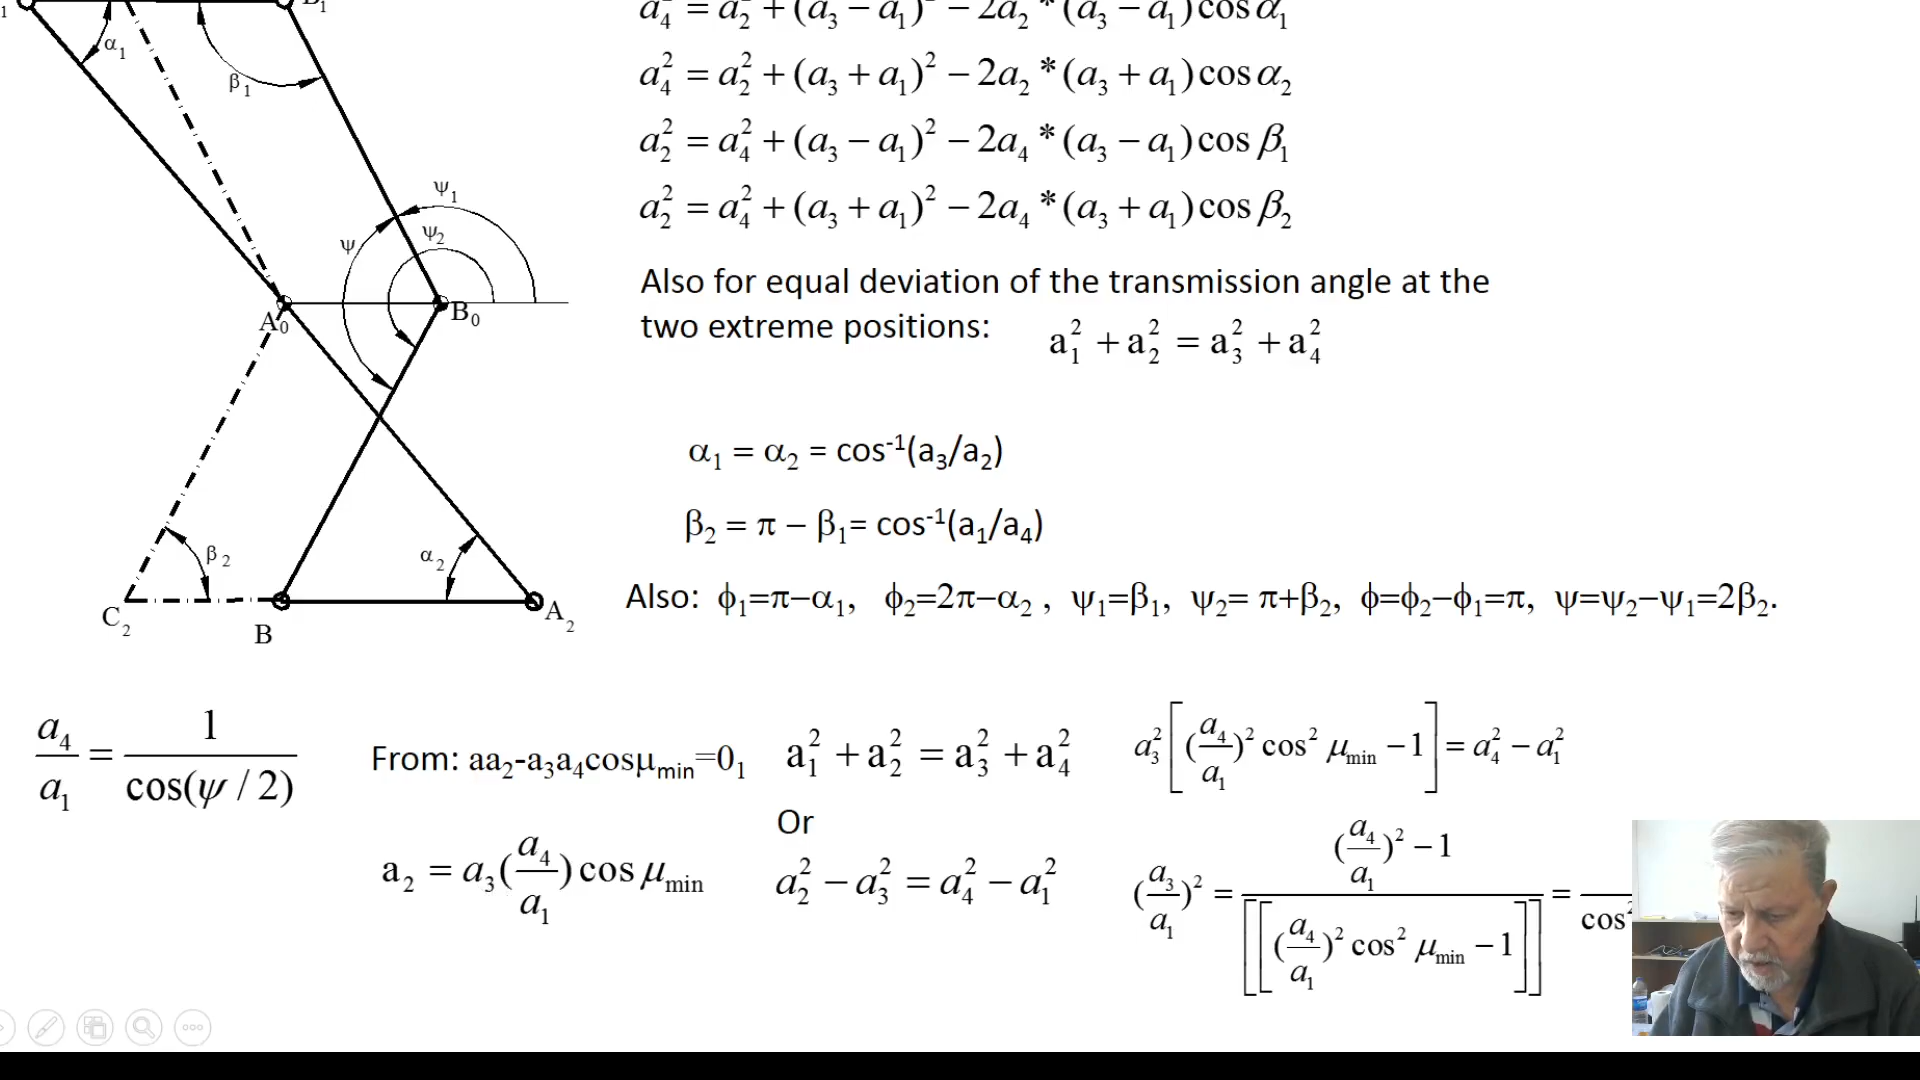 1
B₁
α₁
β₁
ψ₁
ψ₂
ψ
A₀
B₀
β₂
α₂
C₂
B
A₂
a₄² = a₂² + (a₃ − a₁)² − 2a₂ * (a₃ − a₁) cos α₁
a₄² = a₂² + (a₃ + a₁)² − 2a₂ * (a₃ + a₁) cos α₂
a₂² = a₄² + (a₃ − a₁)² − 2a₄ * (a₃ − a₁) cos β₁
a₂² = a₄² + (a₃ + a₁)² − 2a₄ * (a₃ + a₁) cos β₂
Also for equal deviation of the transmission angle at the
two extreme positions: a₁² + a₂² = a₃² + a₄²
α₁ = α₂ = cos⁻¹(a₃/a₂)
β₂ = π − β₁= cos⁻¹(a₁/a₄)
Also: ϕ₁=π−α₁, ϕ₂=2π−α₂ , ψ₁=β₁, ψ₂= π+β₂, ϕ=ϕ₂−ϕ₁=π, ψ=ψ₂−ψ₁=2β₂.
a₄/a₁ = 1/cos(ψ / 2)
From: aa₂-a₃a₄cosμmin=0₁
a₂ = a₃(a₄/a₁) cos μmin
a₁² + a₂² = a₃² + a₄²
Or
a₂² − a₃² = a₄² − a₁²
a₃² [(a₄/a₁)² cos² μmin − 1] = a₄² − a₁²
(a₃/a₁)² = ((a₄/a₁)² − 1) / [[(a₄/a₁)² cos² μmin − 1]] = cos²